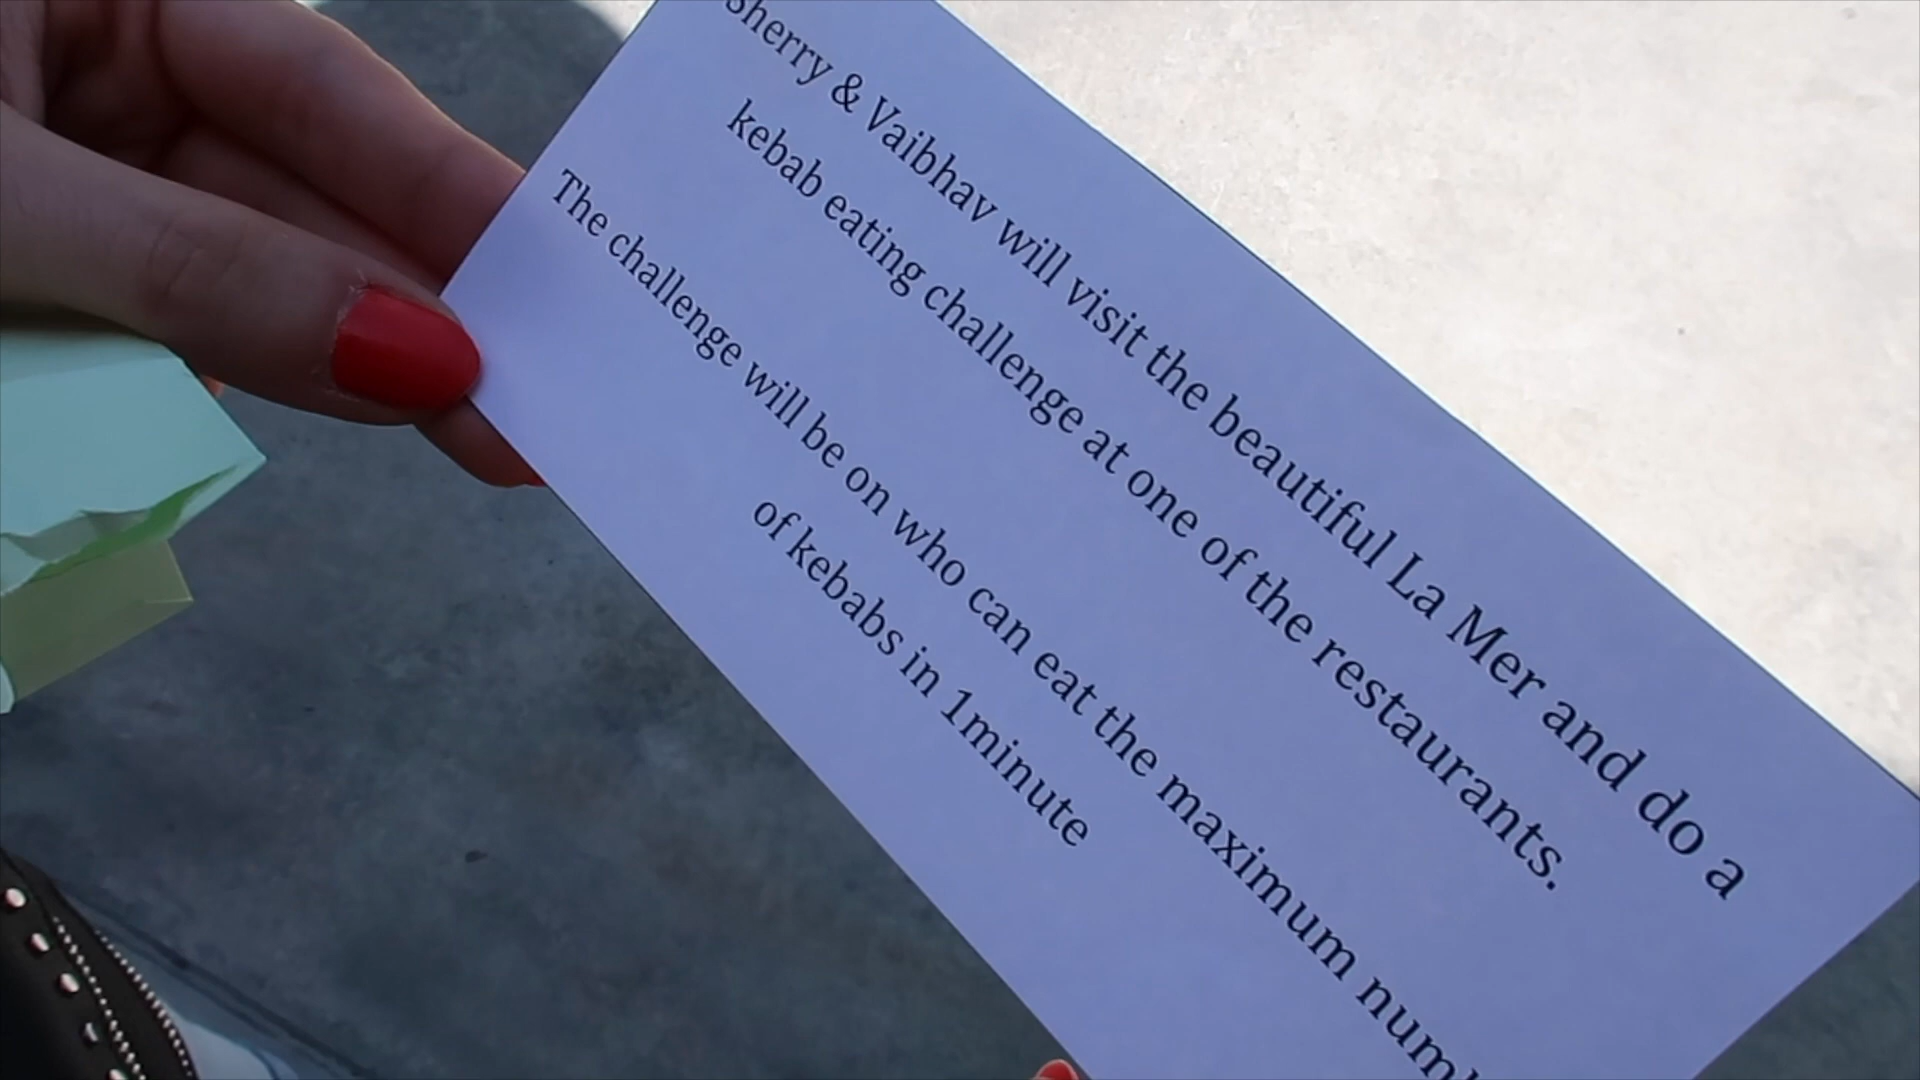 Sherry & Vaibhav will visit the beautiful La Mer and do a
kebab eating challenge at one of the restaurants.
The challenge will be on who can eat the maximum
of kebabs in 1minute